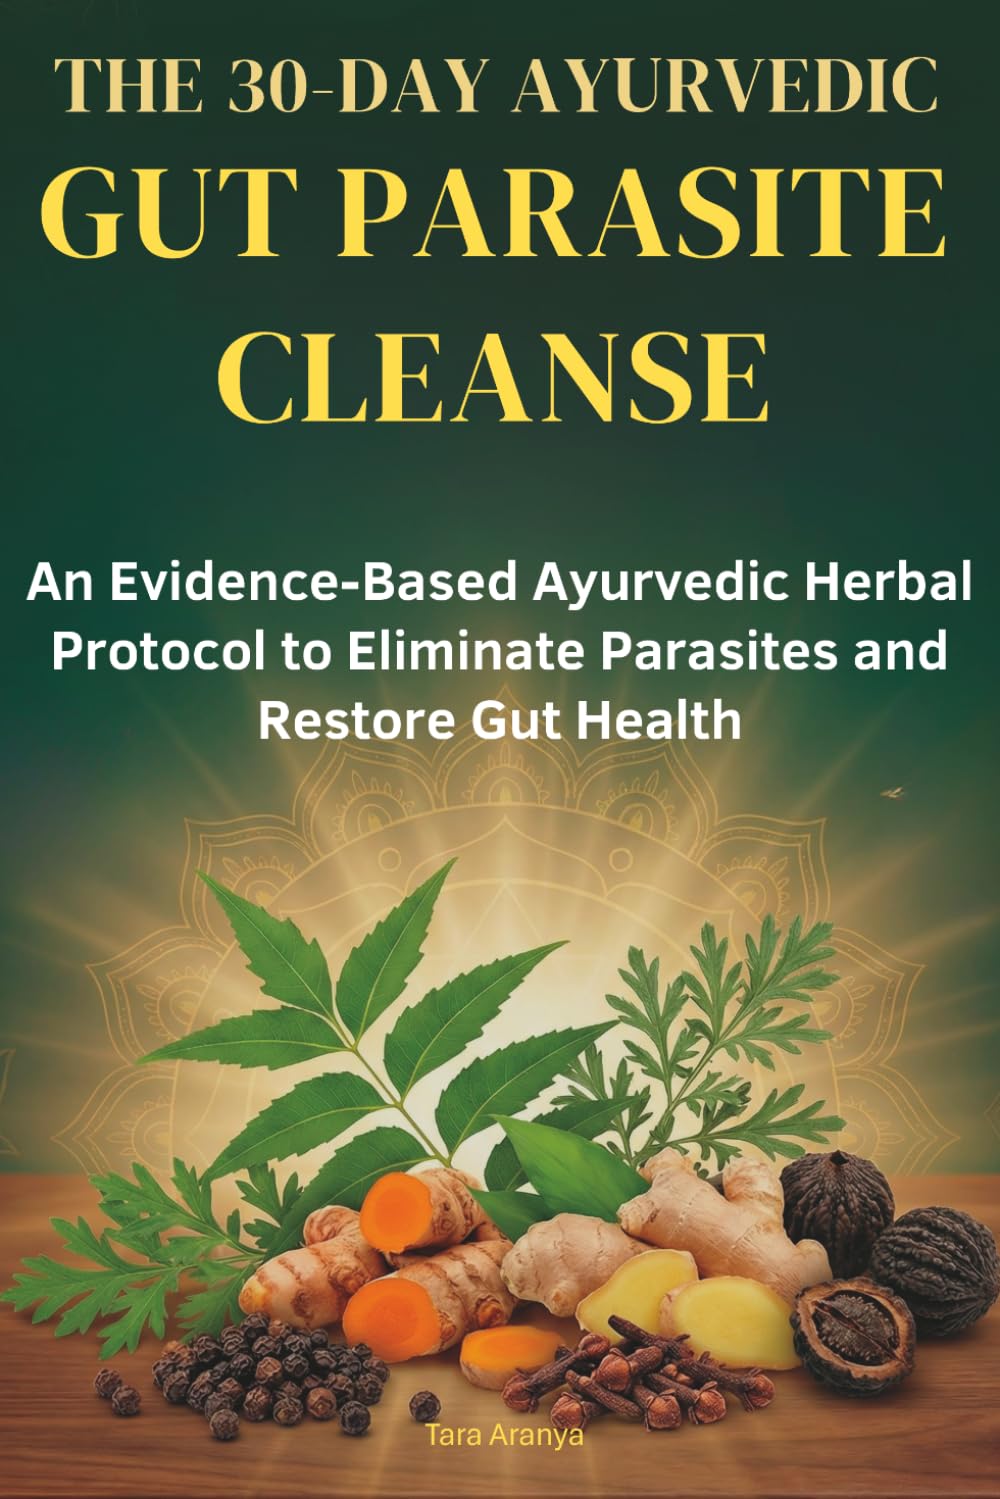 THE 30-DAY AYURVEDIC
GUT PARASITE
CLEANSE
An Evidence-Based Ayurvedic Herbal
Protocol to Eliminate Parasites and
Restore Gut Health
Tara Aranya